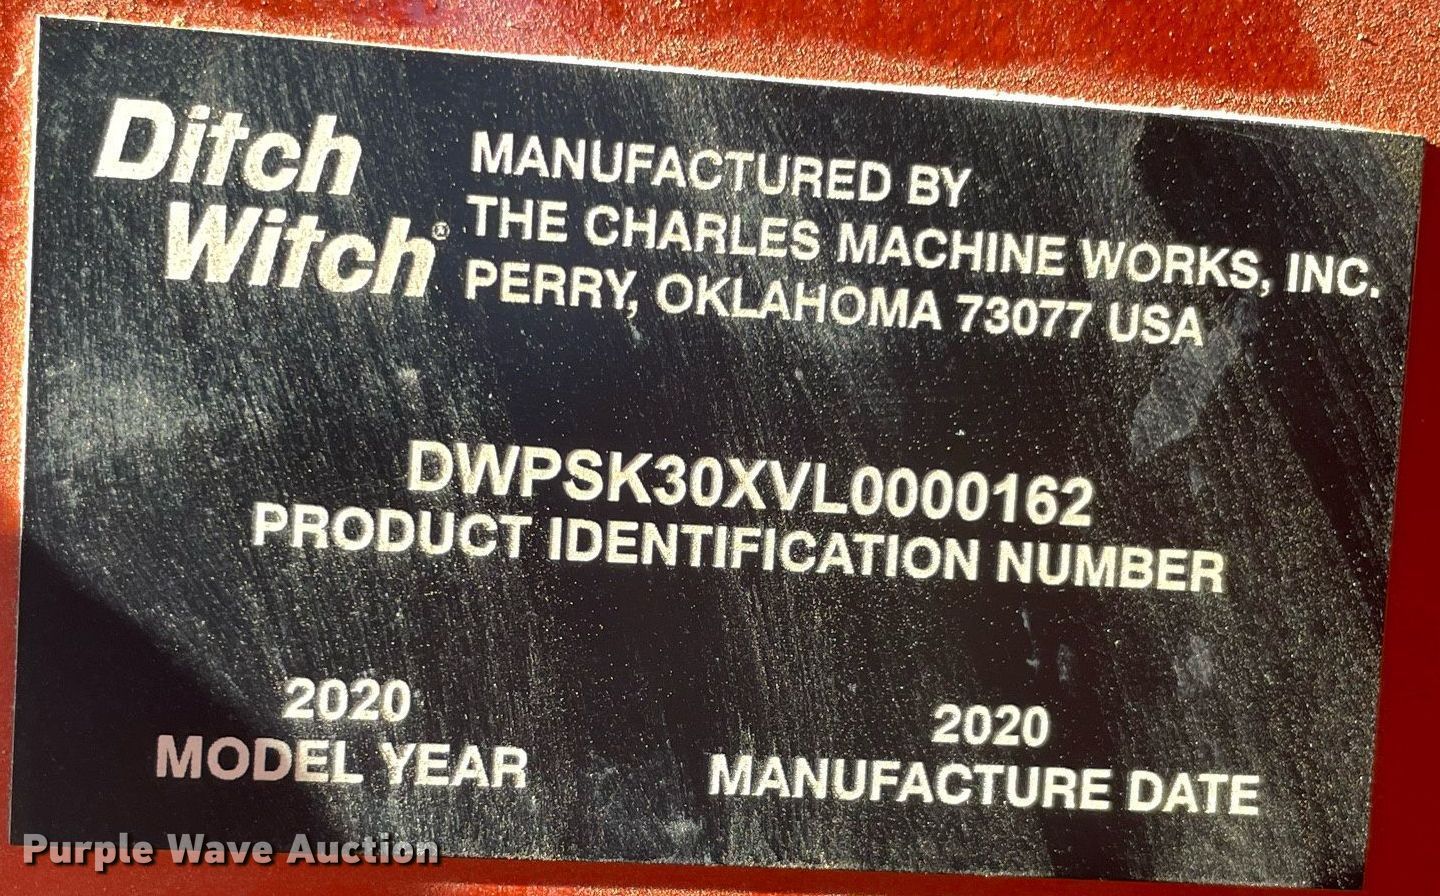 Ditch
Witch®
MANUFACTURED BY
THE CHARLES MACHINE WORKS, INC.
PERRY, OKLAHOMA 73077 USA
DWPSK30XVL0000162
PRODUCT IDENTIFICATION NUMBER
2020
MODEL YEAR
2020
MANUFACTURE DATE
Purple Wave Auction